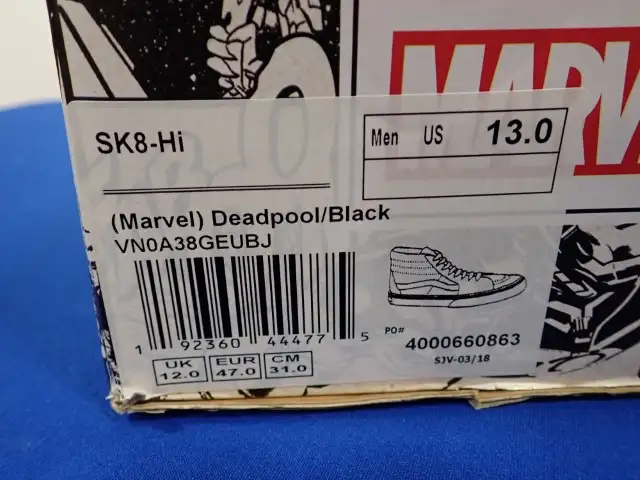 MARV
SK8-Hi
Men US 13.0
(Marvel) Deadpool/Black
VN0A38GEUBJ
1 92360 44477 5
PO# 4000660863
SJV-03/18
UK EUR CM
12.0 47.0 31.0